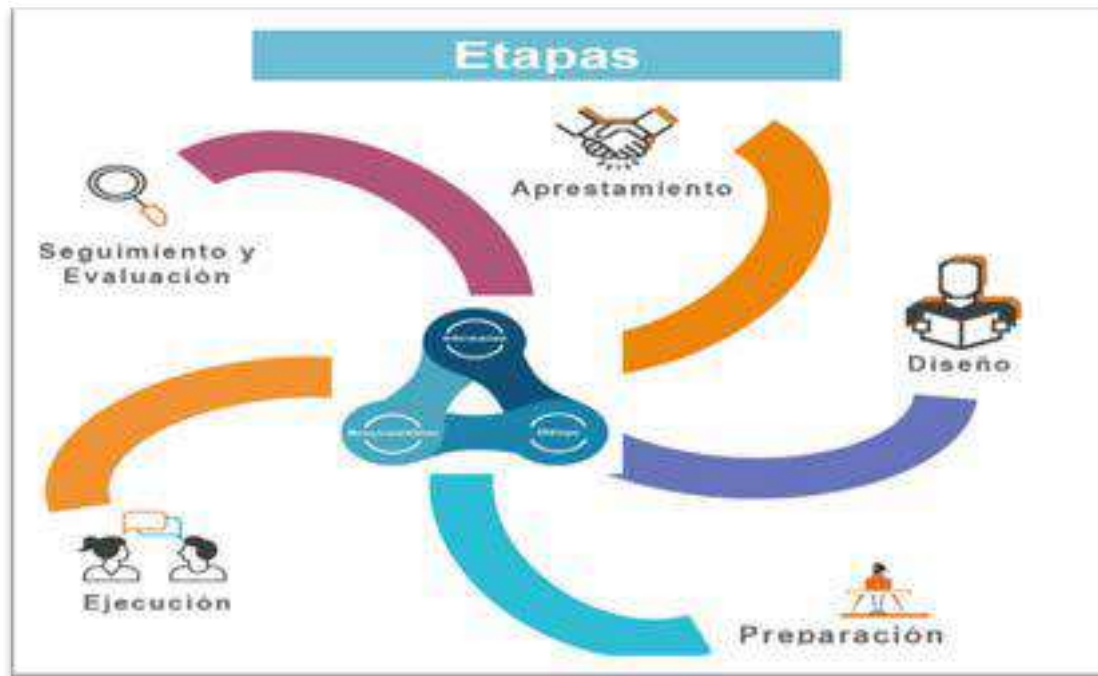 Etapas
Aprestamiento
Seguimiento y
Evaluación
Diseño
Ejecución
Preparación